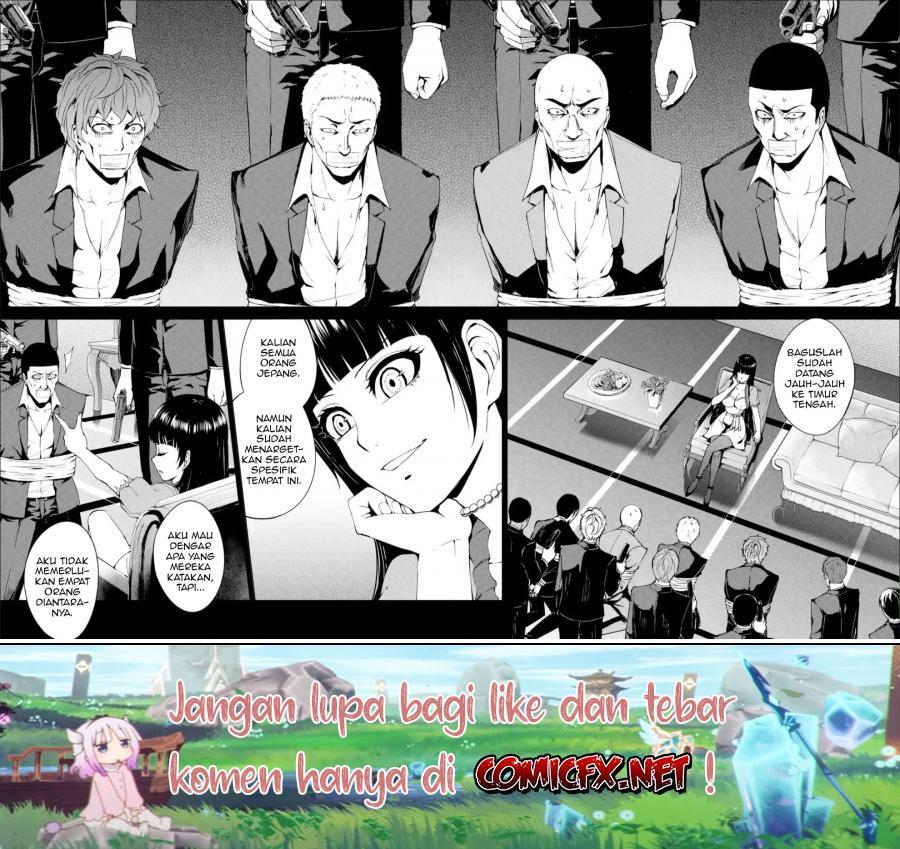 BAGUSLAH
SUDAH
DATANG
JAUH-JAUH
KE TIMUR
TENGAH.
KALIAN
SEMUA
ORANG
JEPANG.
NAMUN
KALIAN
SUDAH
MENARGET-
KAN SECARA
SPESIFIK
TEMPAT INI.
AKU MAU
DENGAR
APA YANG
MEREKA
KATAKAN,
TAPI...
AKU TIDAK
MEMERLU-
KAN EMPAT
ORANG
DIANTARA-
NYA.
Jangan lupa bagi like dan tebar
komen hanya di COMICFX.NET !